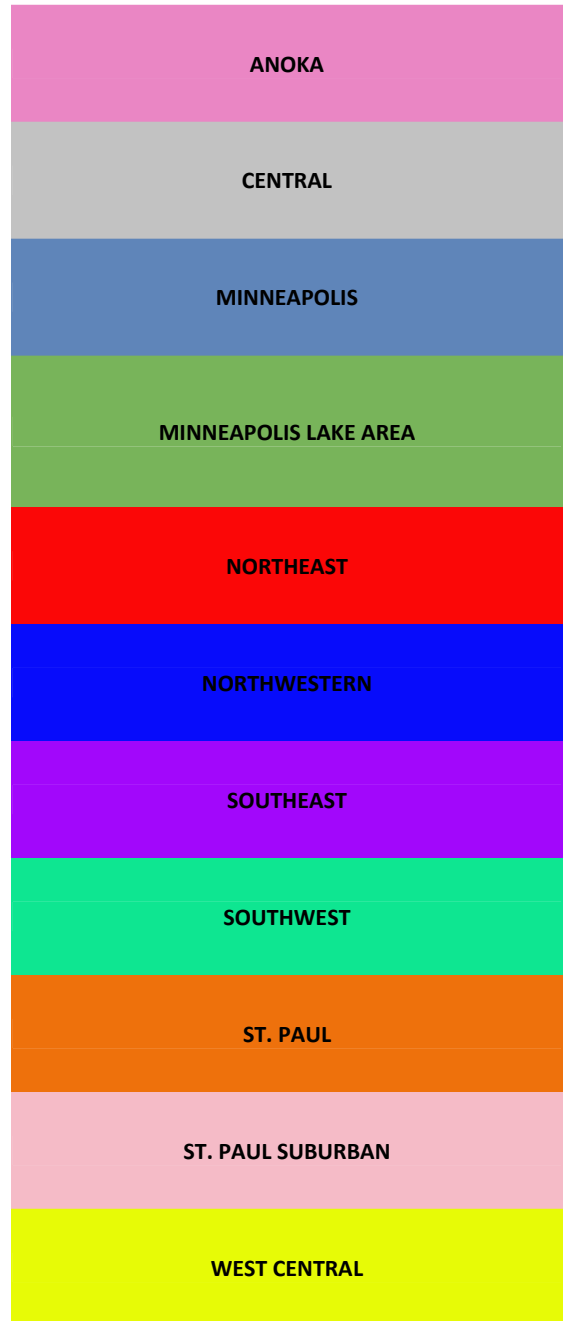 ANOKA
CENTRAL
MINNEAPOLIS
MINNEAPOLIS LAKE AREA
NORTHEAST
NORTHWESTERN
SOUTHEAST
SOUTHWEST
ST. PAUL
ST. PAUL SUBURBAN
WEST CENTRAL